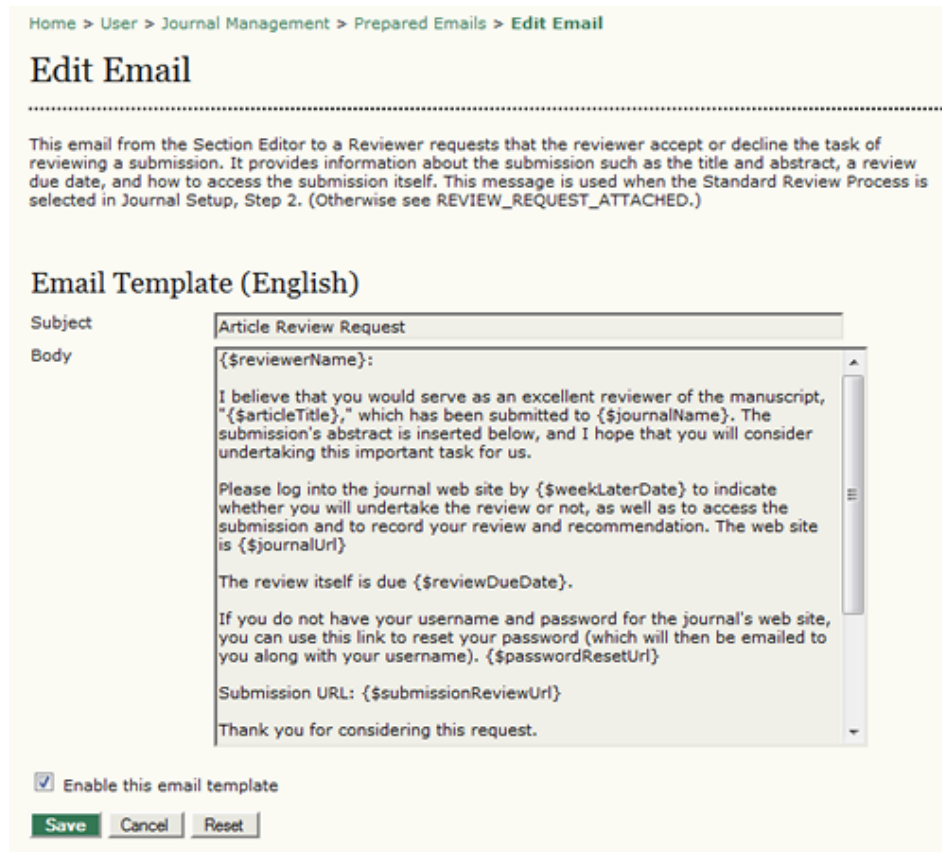 Home > User > Journal Management > Prepared Emails > Edit Email
Edit Email
This email from the Section Editor to a Reviewer requests that the reviewer accept or decline the task of
reviewing a submission. It provides information about the submission such as the title and abstract, a review
due date, and how to access the submission itself. This message is used when the Standard Review Process is
selected in Journal Setup, Step 2. (Otherwise see REVIEW_REQUEST_ATTACHED.)
Email Template (English)
Subject
Article Review Request
Body
{$reviewerName}:
I believe that you would serve as an excellent reviewer of the manuscript,
"{$articleTitle}," which has been submitted to {$journalName}. The
submission's abstract is inserted below, and I hope that you will consider
undertaking this important task for us.
Please log into the journal web site by {$weekLaterDate} to indicate
whether you will undertake the review or not, as well as to access the
submission and to record your review and recommendation. The web site
is {$journalUrl}
The review itself is due {$reviewDueDate}.
If you do not have your username and password for the journal's web site,
you can use this link to reset your password (which will then be emailed to
you along with your username). {$passwordResetUrl}
Submission URL: {$submissionReviewUrl}
Thank you for considering this request.
Enable this email template
Save Cancel Reset